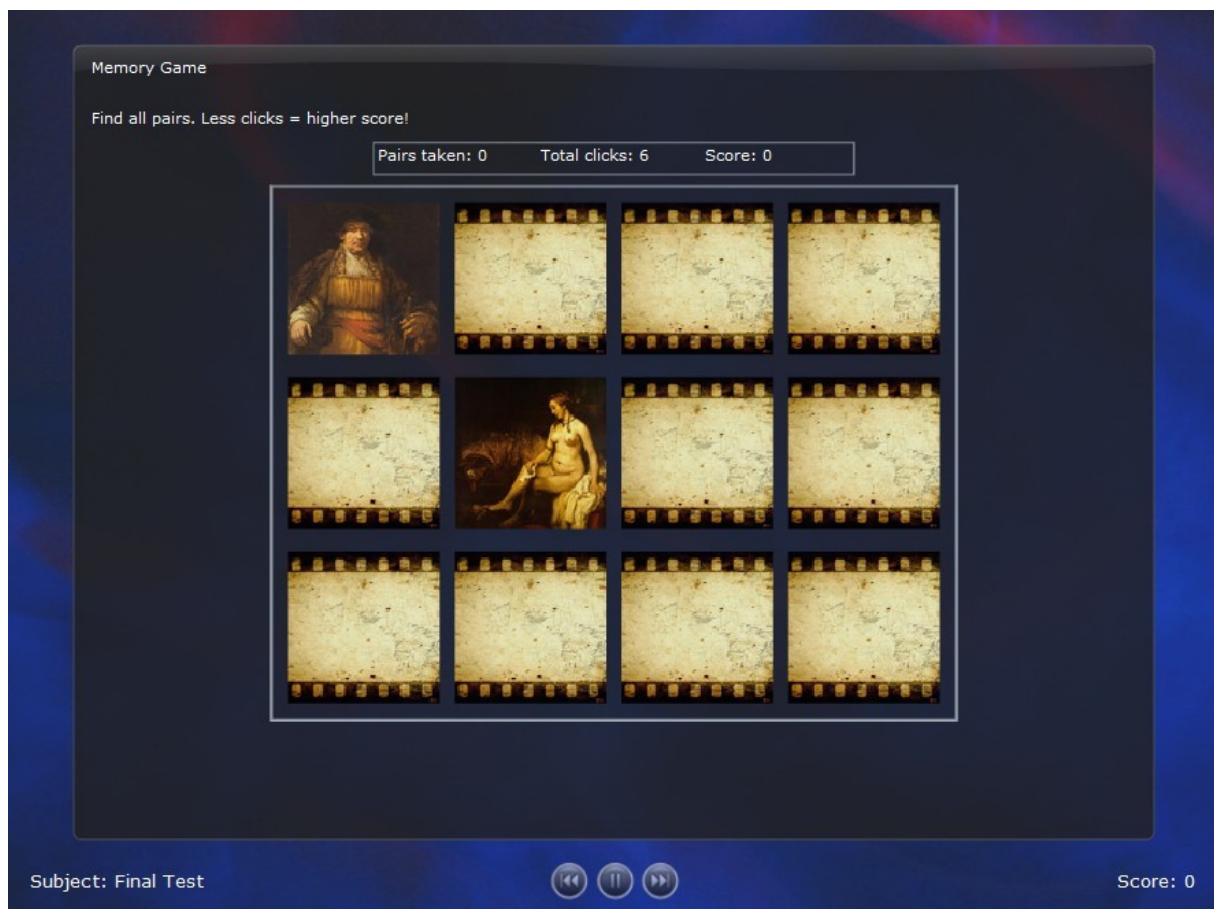 Memory Game
Find all pairs. Less clicks = higher score!
Pairs taken: 0 Total clicks: 6 Score: 0
Subject: Final Test
Score: 0